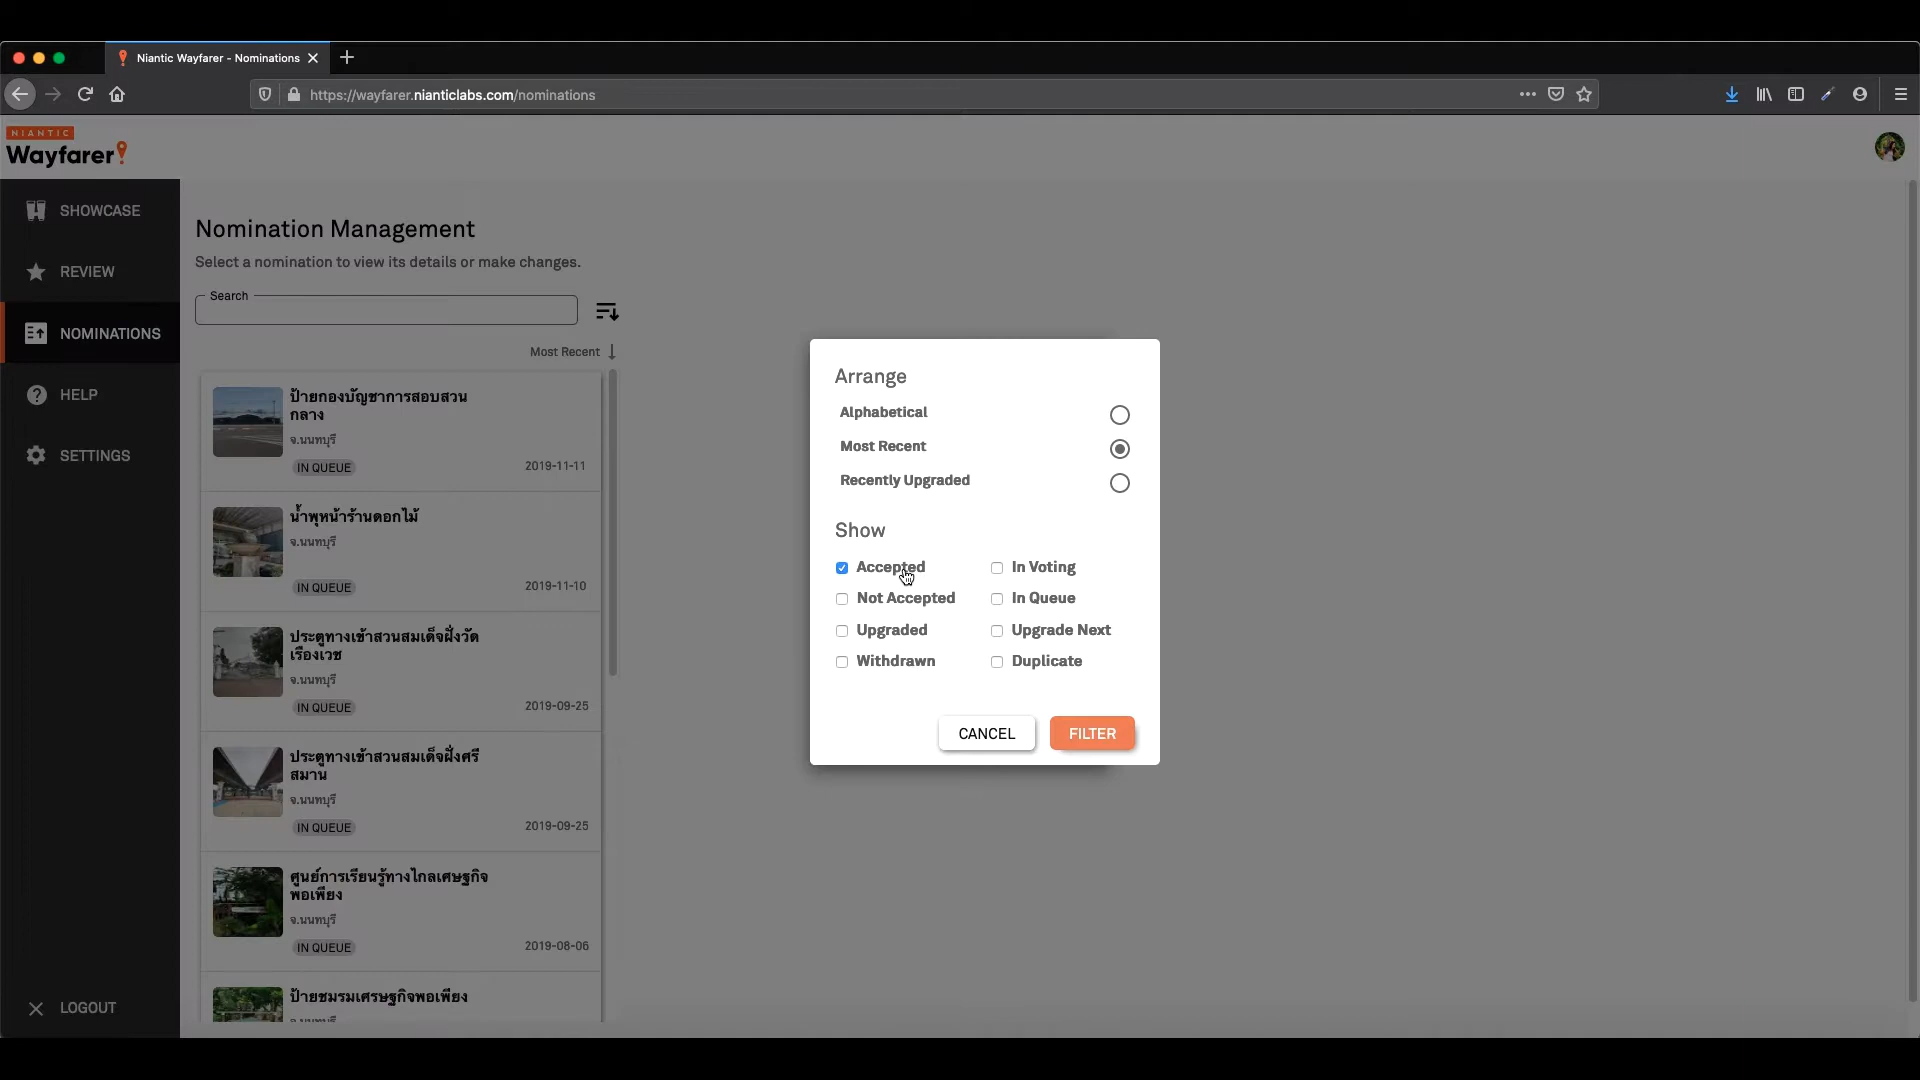 Niantic Wayfarer - Nominations
https://wayfarer.nianticlabs.com/nominations
NIANTIC
Wayfarer
SHOWCASE
REVIEW
NOMINATIONS
HELP
SETTINGS
LOGOUT
Nomination Management
Select a nomination to view its details or make changes.
Search
Most Recent
ป้ายกองบัญชาการสอบสวน
กลาง
จ.นนทบุรี
IN QUEUE
2019-11-11
น้ำพุหน้าร้านดอกไม้
จ.นนทบุรี
IN QUEUE
2019-11-10
ประตูทางเข้าสวนสมเด็จฝั่งวัด
เรืองเวช
จ.นนทบุรี
IN QUEUE
2019-09-25
ประตูทางเข้าสวนสมเด็จฝั่งศรี
สมาน
จ.นนทบุรี
IN QUEUE
2019-09-25
ศูนย์การเรียนรู้ทางไกลเศรษฐกิจ
พอเพียง
จ.นนทบุรี
IN QUEUE
2019-08-06
ป้ายชมรมเศรษฐกิจพอเพียง
Arrange
Alphabetical
Most Recent
Recently Upgraded
Show
Accepted
In Voting
Not Accepted
In Queue
Upgraded
Upgrade Next
Withdrawn
Duplicate
CANCEL
FILTER